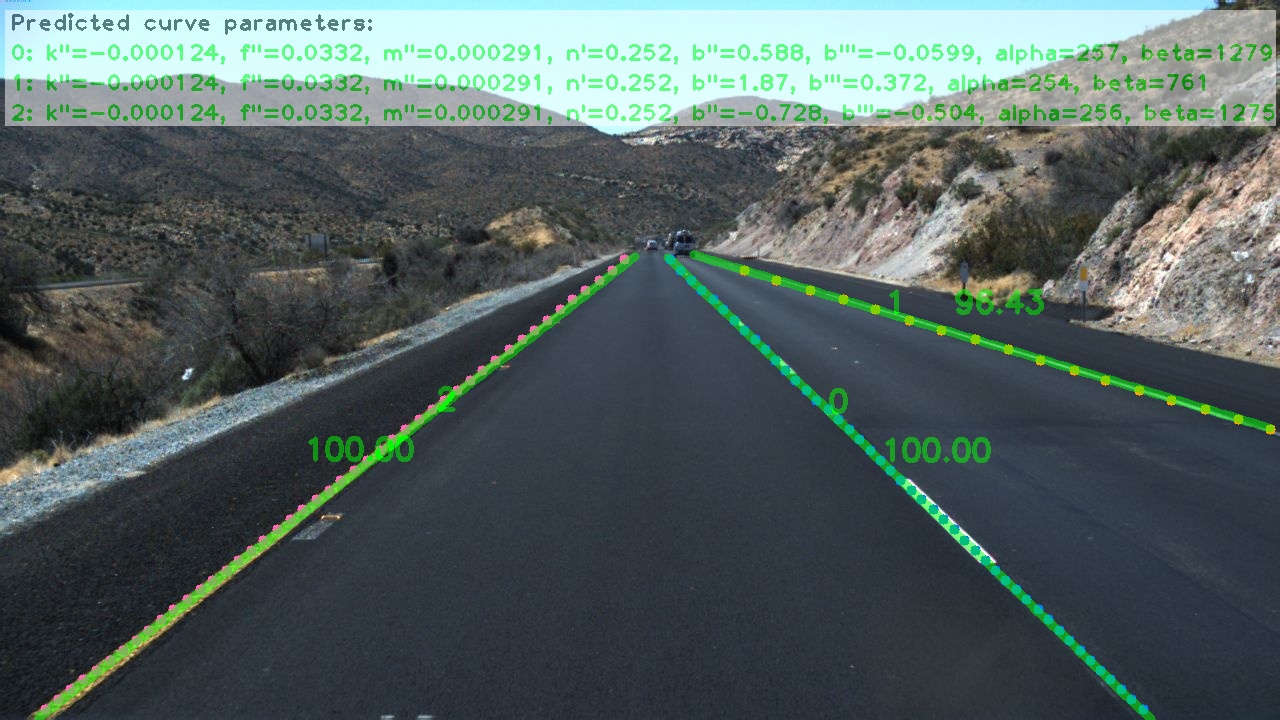 Predicted curve parameters:
0: k''=-0.000124, f''=0.0332, m''=0.000291, n'=0.252, b''=0.588, b'''=-0.0599, alpha=257, beta=1279
1: k''=-0.000124, f''=0.0332, m''=0.000291, n'=0.252, b''=1.87, b'''=0.372, alpha=254, beta=761
2: k''=-0.000124, f''=0.0332, m''=0.000291, n'=0.252, b''=-0.728, b'''=-0.504, alpha=256, beta=1275
1 98.43
2 0
100.00 100.00